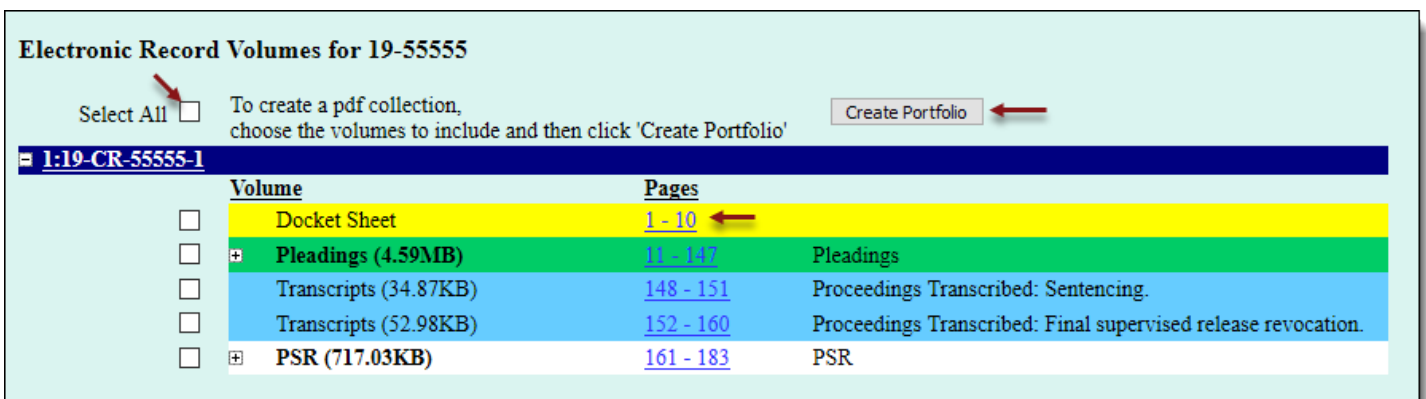 Electronic Record Volumes for 19-55555
Select All To create a pdf collection,
choose the volumes to include and then click 'Create Portfolio'
Create Portfolio
1:19-CR-55555-1
Volume Pages
Docket Sheet 1 - 10
Pleadings (4.59MB) 11 - 147 Pleadings
Transcripts (34.87KB) 148 - 151 Proceedings Transcribed: Sentencing.
Transcripts (52.98KB) 152 - 160 Proceedings Transcribed: Final supervised release revocation.
PSR (717.03KB) 161 - 183 PSR